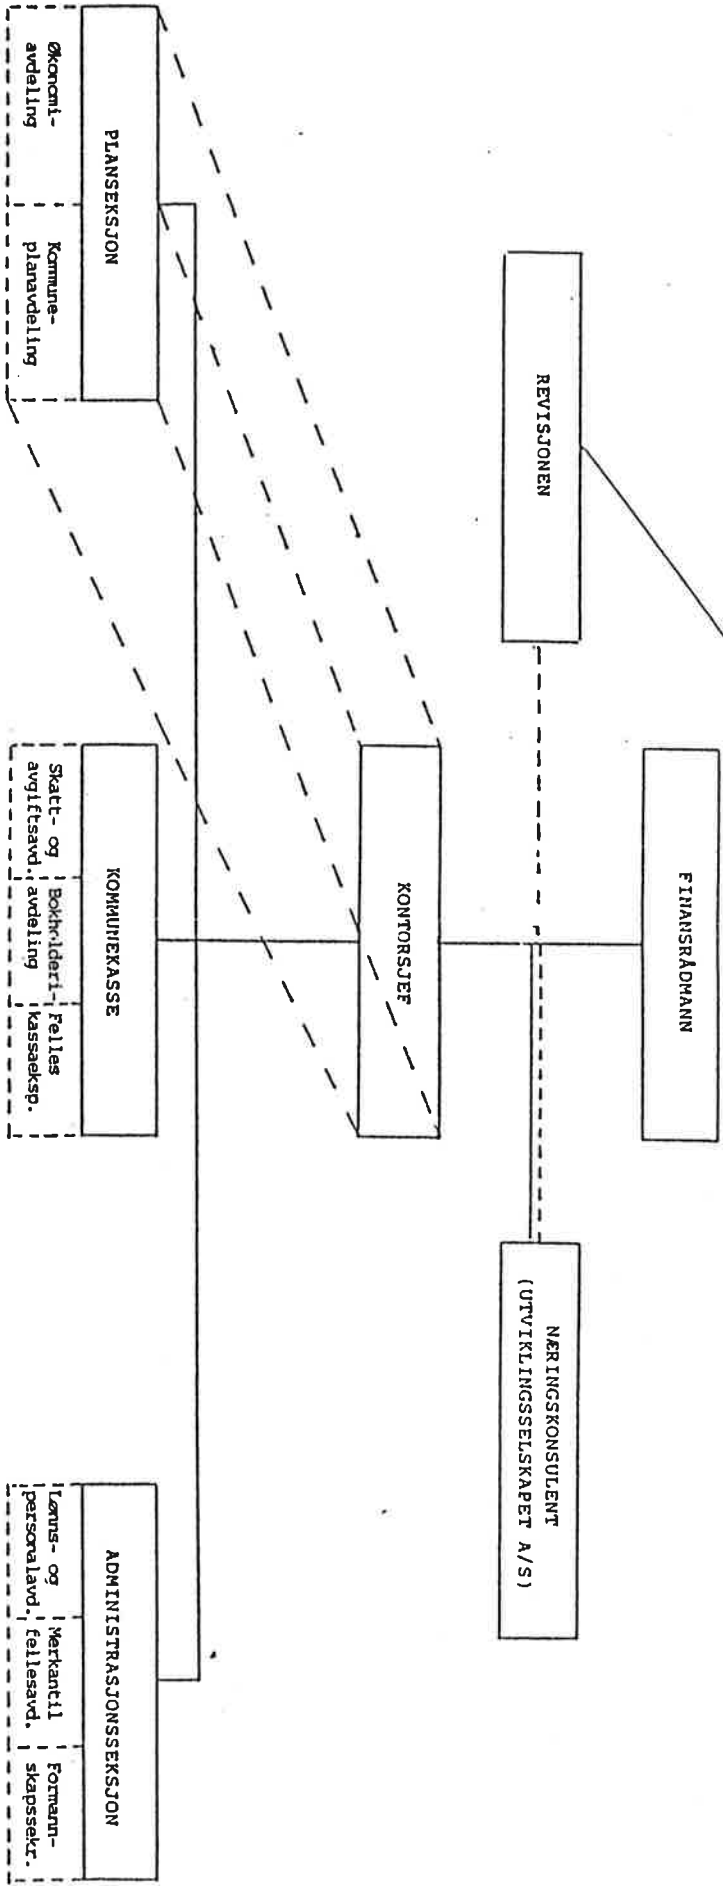 FINANSRÅDMANN
REVISJONEN
NÆRINGSKONSULENT
(UTVIKLINGSSELSKAPET A/S)
KONTORSJEF
PLANSEKSJON
Økonomi-
avdeling
Kommune-
planavdeling
KOMMUNEKASSE
Skatt- og
avgiftsavd.
Bokholderi-
avdeling
Felles
kassaeksp.
ADMINISTRASJONSSEKSJON
Lønns- og
personalavd.
Merkantil
fellesavd.
Formann-
skapssekr.